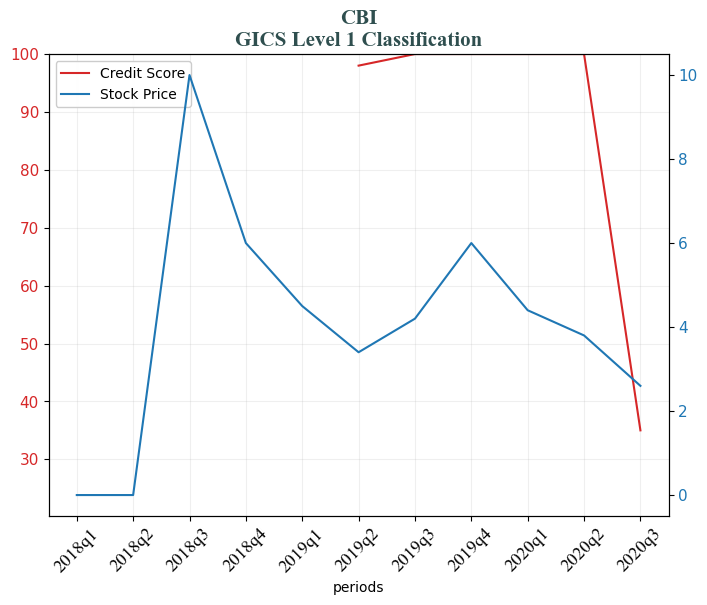 CBI
GICS Level 1 Classification
Credit Score
Stock Price
100
90
80
70
60
50
40
30
10
8
6
4
2
0
2018q1
2018q2
2018q3
2018q4
2019q1
2019q2
2019q3
2019q4
2020q1
2020q2
2020q3
periods